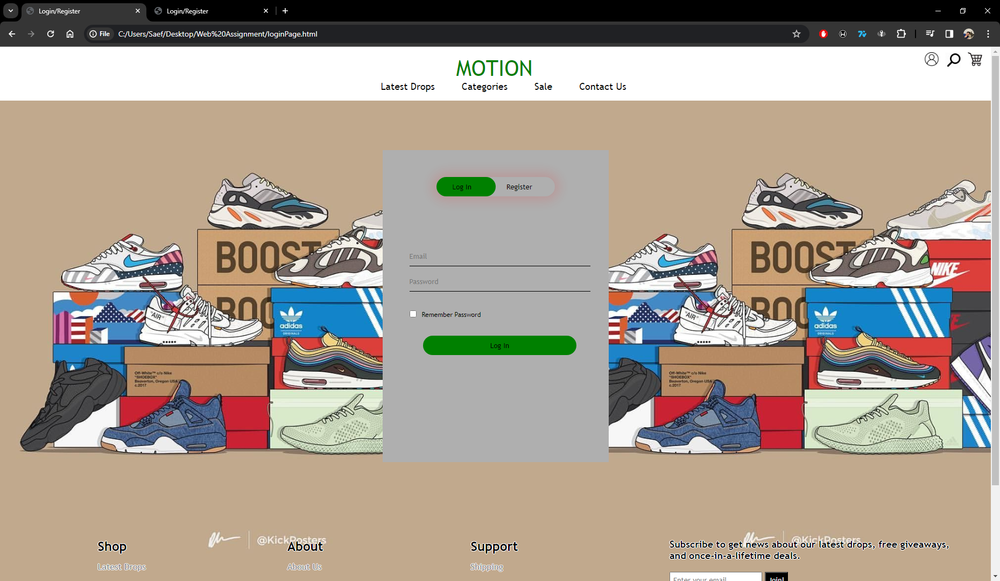 Login/Register
Login/Register
File
C:/Users/Saef/Desktop/Web%20Assignment/loginPage.html
MOTION
Latest Drops
Categories
Sale
Contact Us
Log In
Register
Email
Password
Remember Password
Log In
BOOST
BOO
"AIR"
adidas
ORIGINALS
Off-White™ c/o Nike
"SHOEBOX"
Beaverton, Oregon USA
c.2017
BOOST
NIKE
BOO
"AIR"
adidas
ORIGINALS
Off-White™ c/o Nike
"SHOEBOX"
Beaverton, Oregon USA
c.2017
@KickPosters
@KickPosters
Shop
Latest Drops
About
About Us
Support
Shipping
Subscribe to get news about our latest drops, free giveaways,
and once-in-a-lifetime deals.
Enter your email
Join!